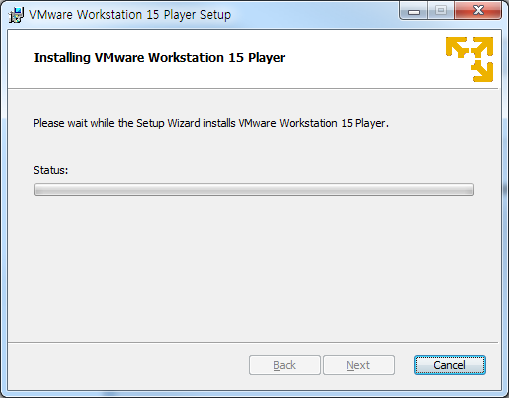 VMware Workstation 15 Player Setup
Installing VMware Workstation 15 Player
Please wait while the Setup Wizard installs VMware Workstation 15 Player.
Status:
Back Next Cancel